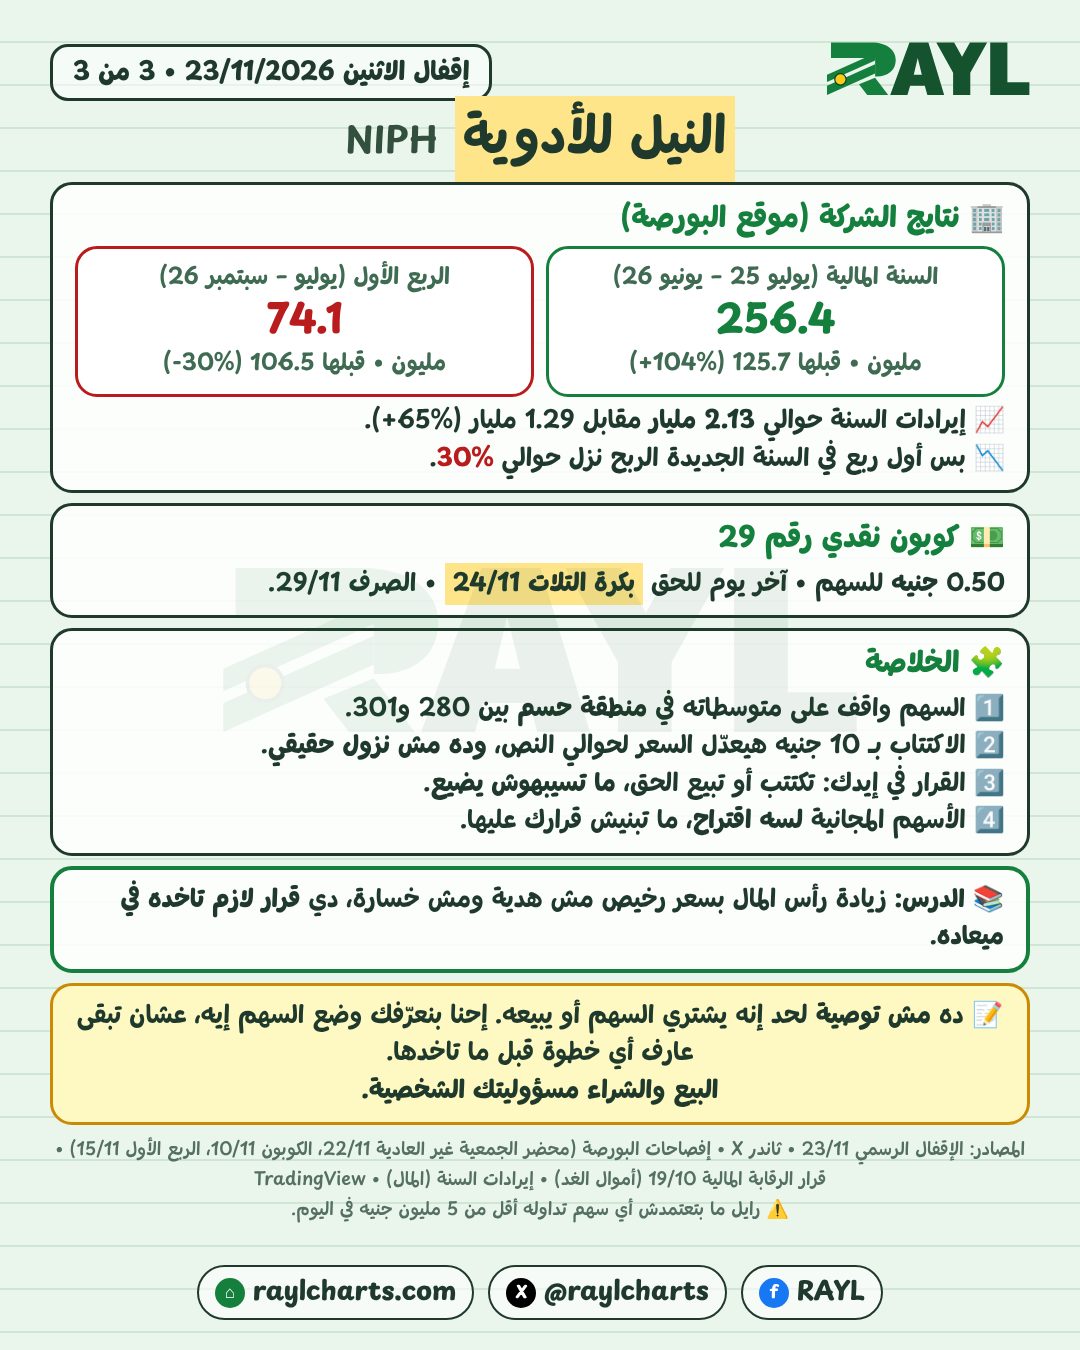 RAYL
إقفال الاثنين 23/11/2026 • 3 من 3
النيل للأدوية NIPH
🏢 نتايج الشركة (موقع البورصة)
السنة المالية (يوليو 25 – يونيو 26)
256.4
مليون • قبلها 125.7 (+104%)
الربع الأول (يوليو – سبتمبر 26)
74.1
مليون • قبلها 106.5 (-30%)
📈 إيرادات السنة حوالي 2.13 مليار مقابل 1.29 مليار (+65%).
📉 بس أول ربع في السنة الجديدة الربح نزل حوالي 30%.
💵 كوبون نقدي رقم 29
0.50 جنيه للسهم • آخر يوم للحق بكرة التلات 24/11 • الصرف 29/11.
🧩 الخلاصة
1️⃣ السهم واقف على متوسطاته في منطقة حسم بين 280 و301.
2️⃣ الاكتتاب بـ 10 جنيه هيعدّل السعر لحوالي النص، وده مش نزول حقيقي.
3️⃣ القرار في إيدك: تكتتب أو تبيع الحق، ما تسيبهوش يضيع.
4️⃣ الأسهم المجانية لسه اقتراح، ما تبنيش قرارك عليها.
📚 الدرس: زيادة رأس المال بسعر رخيص مش هدية ومش خسارة، دي قرار لازم تاخده في
ميعاده.
📝 ده مش توصية لحد إنه يشتري السهم أو يبيعه. إحنا بنعرّفك وضع السهم إيه، عشان تبقى
عارف أي خطوة قبل ما تاخدها.
البيع والشراء مسؤوليتك الشخصية.
المصادر: الإقفال الرسمي 23/11 • ثاندر X • إفصاحات البورصة (محضر الجمعية غير العادية 22/11، الكوبون 10/11، الربع الأول 15/11) •
قرار الرقابة المالية 19/10 (أموال الغد) • إيرادات السنة (المال) • TradingView
⚠️ رايل ما بتعتمدش أي سهم تداوله أقل من 5 مليون جنيه في اليوم.
raylcharts.com
@raylcharts
RAYL